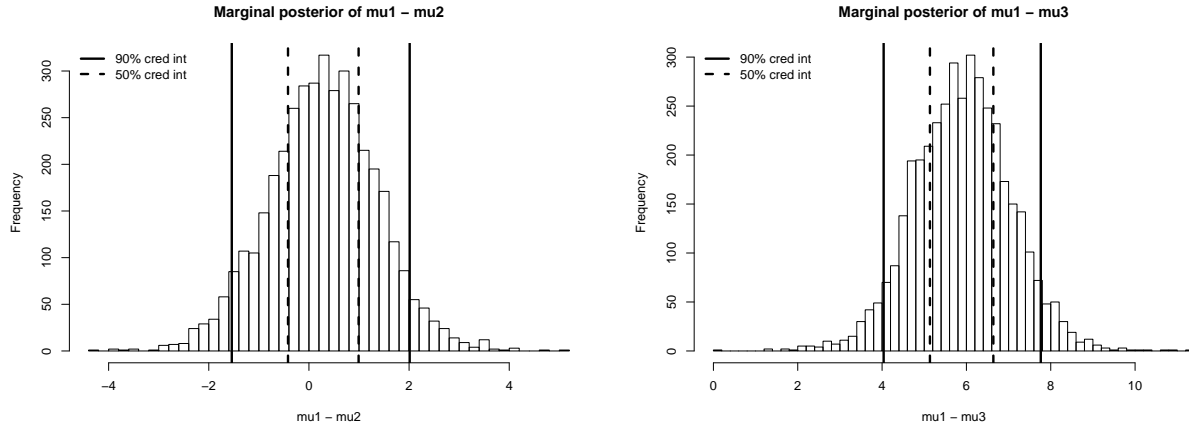 Marginal posterior of mu1 − mu2
90% cred int
50% cred int
Frequency
0
50
100
150
200
250
300
−4
−2
0
2
4
mu1 − mu2
Marginal posterior of mu1 − mu3
90% cred int
50% cred int
Frequency
0
50
100
150
200
250
300
0
2
4
6
8
10
mu1 − mu3